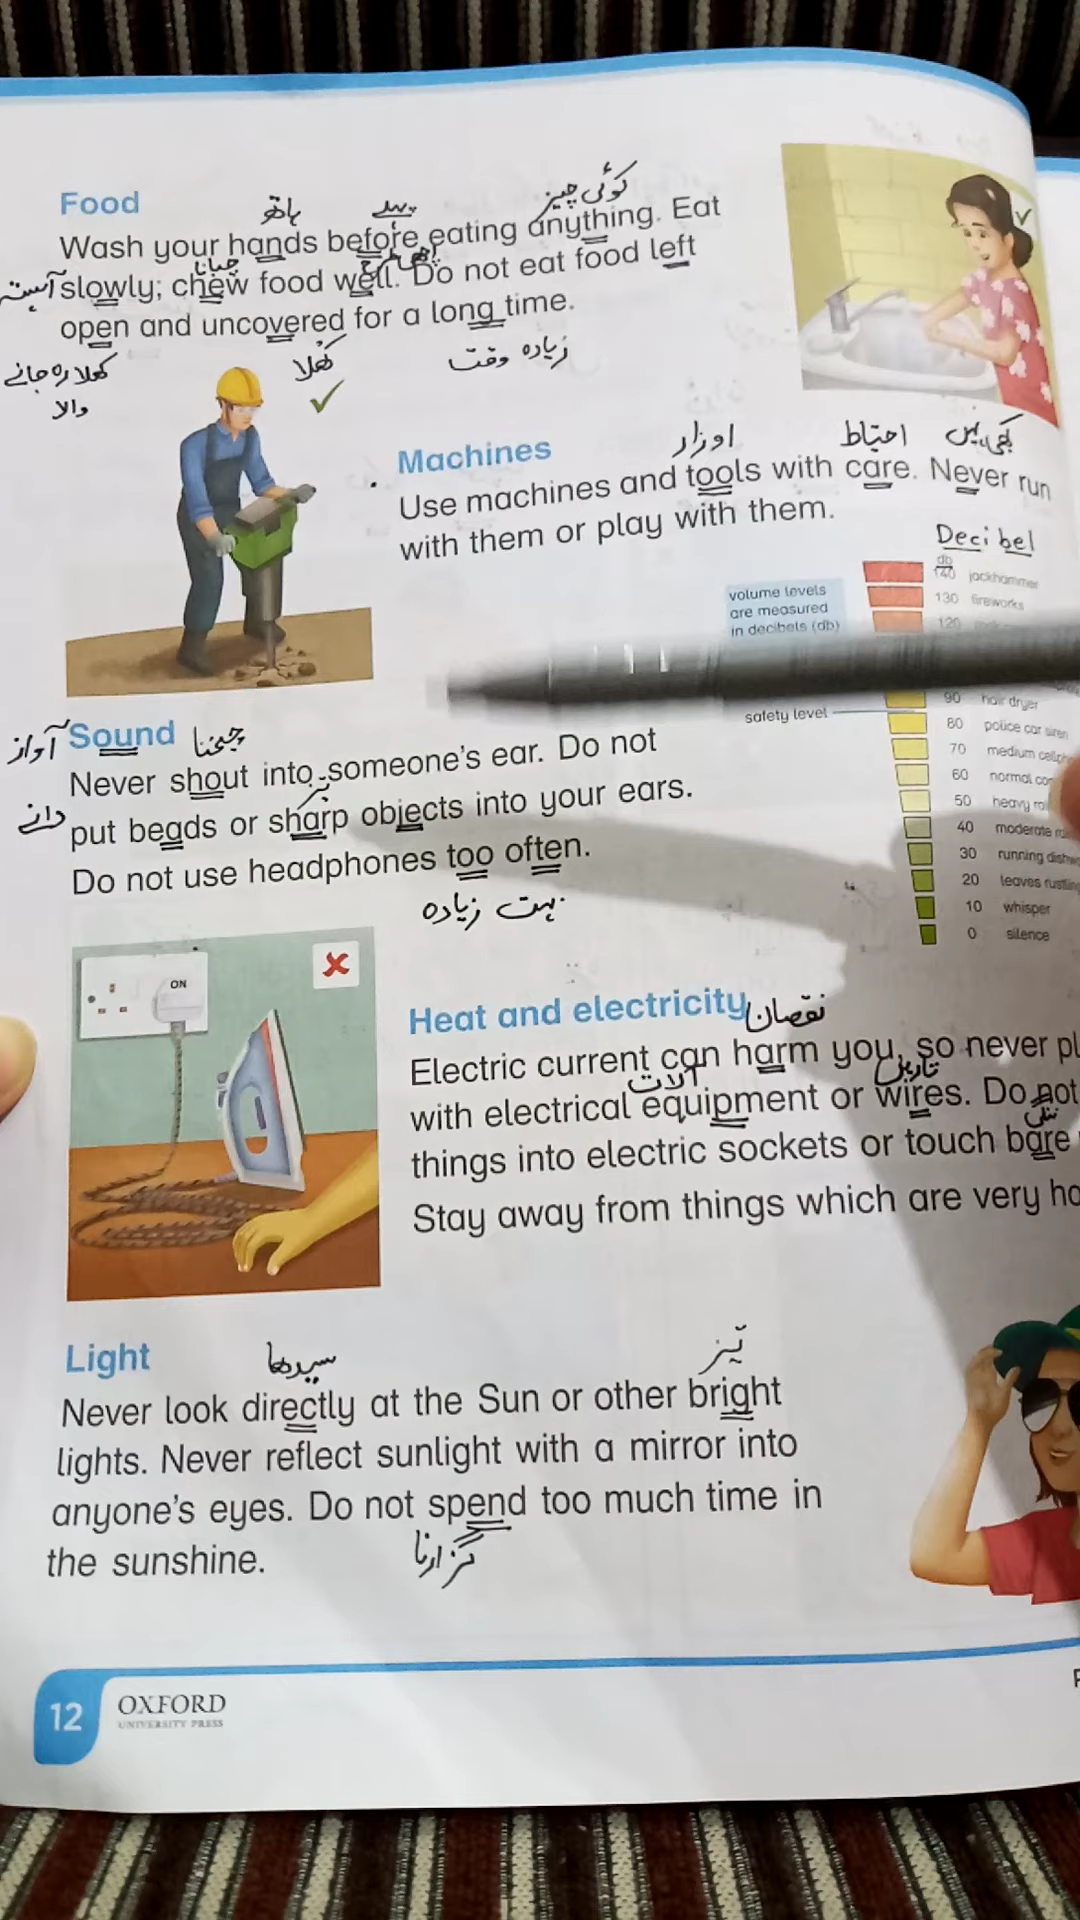 Food
ہاتھ پہلے کوئی چیز
Wash your hands before eating anything. Eat
آہستہ چبانا
slowly; chew food well. Do not eat food left
open and uncovered for a long time.
کھلا رہ جانے والا کھلا زیادہ وقت
Machines
اوزار احتیاط
Use machines and tools with care. Never run
with them or play with them.
Decibel
volume levels
are measured
in decibels (db)
db
140 jackhammer
130 fireworks
120
90 hair dryer
safety level
80 police car siren
70 medium
60 normal
50 heavy
40 moderate
30 running
20 leaves rustling
10 whisper
0 silence
آواز Sound چیخنا
Never shout into someone's ear. Do not
دانے
put beads or sharp objects into your ears.
Do not use headphones too often.
بہت زیادہ
ON
Heat and electricity نقصان
Electric current can harm you, so never
آلات تاریں
with electrical equipment or wires. Do not
ننگی
things into electric sockets or touch bare
Stay away from things which are very
Light
سیدھا تیز
Never look directly at the Sun or other bright
lights. Never reflect sunlight with a mirror into
anyone's eyes. Do not spend too much time in
the sunshine.
گزارنا
12 OXFORD
UNIVERSITY PRESS